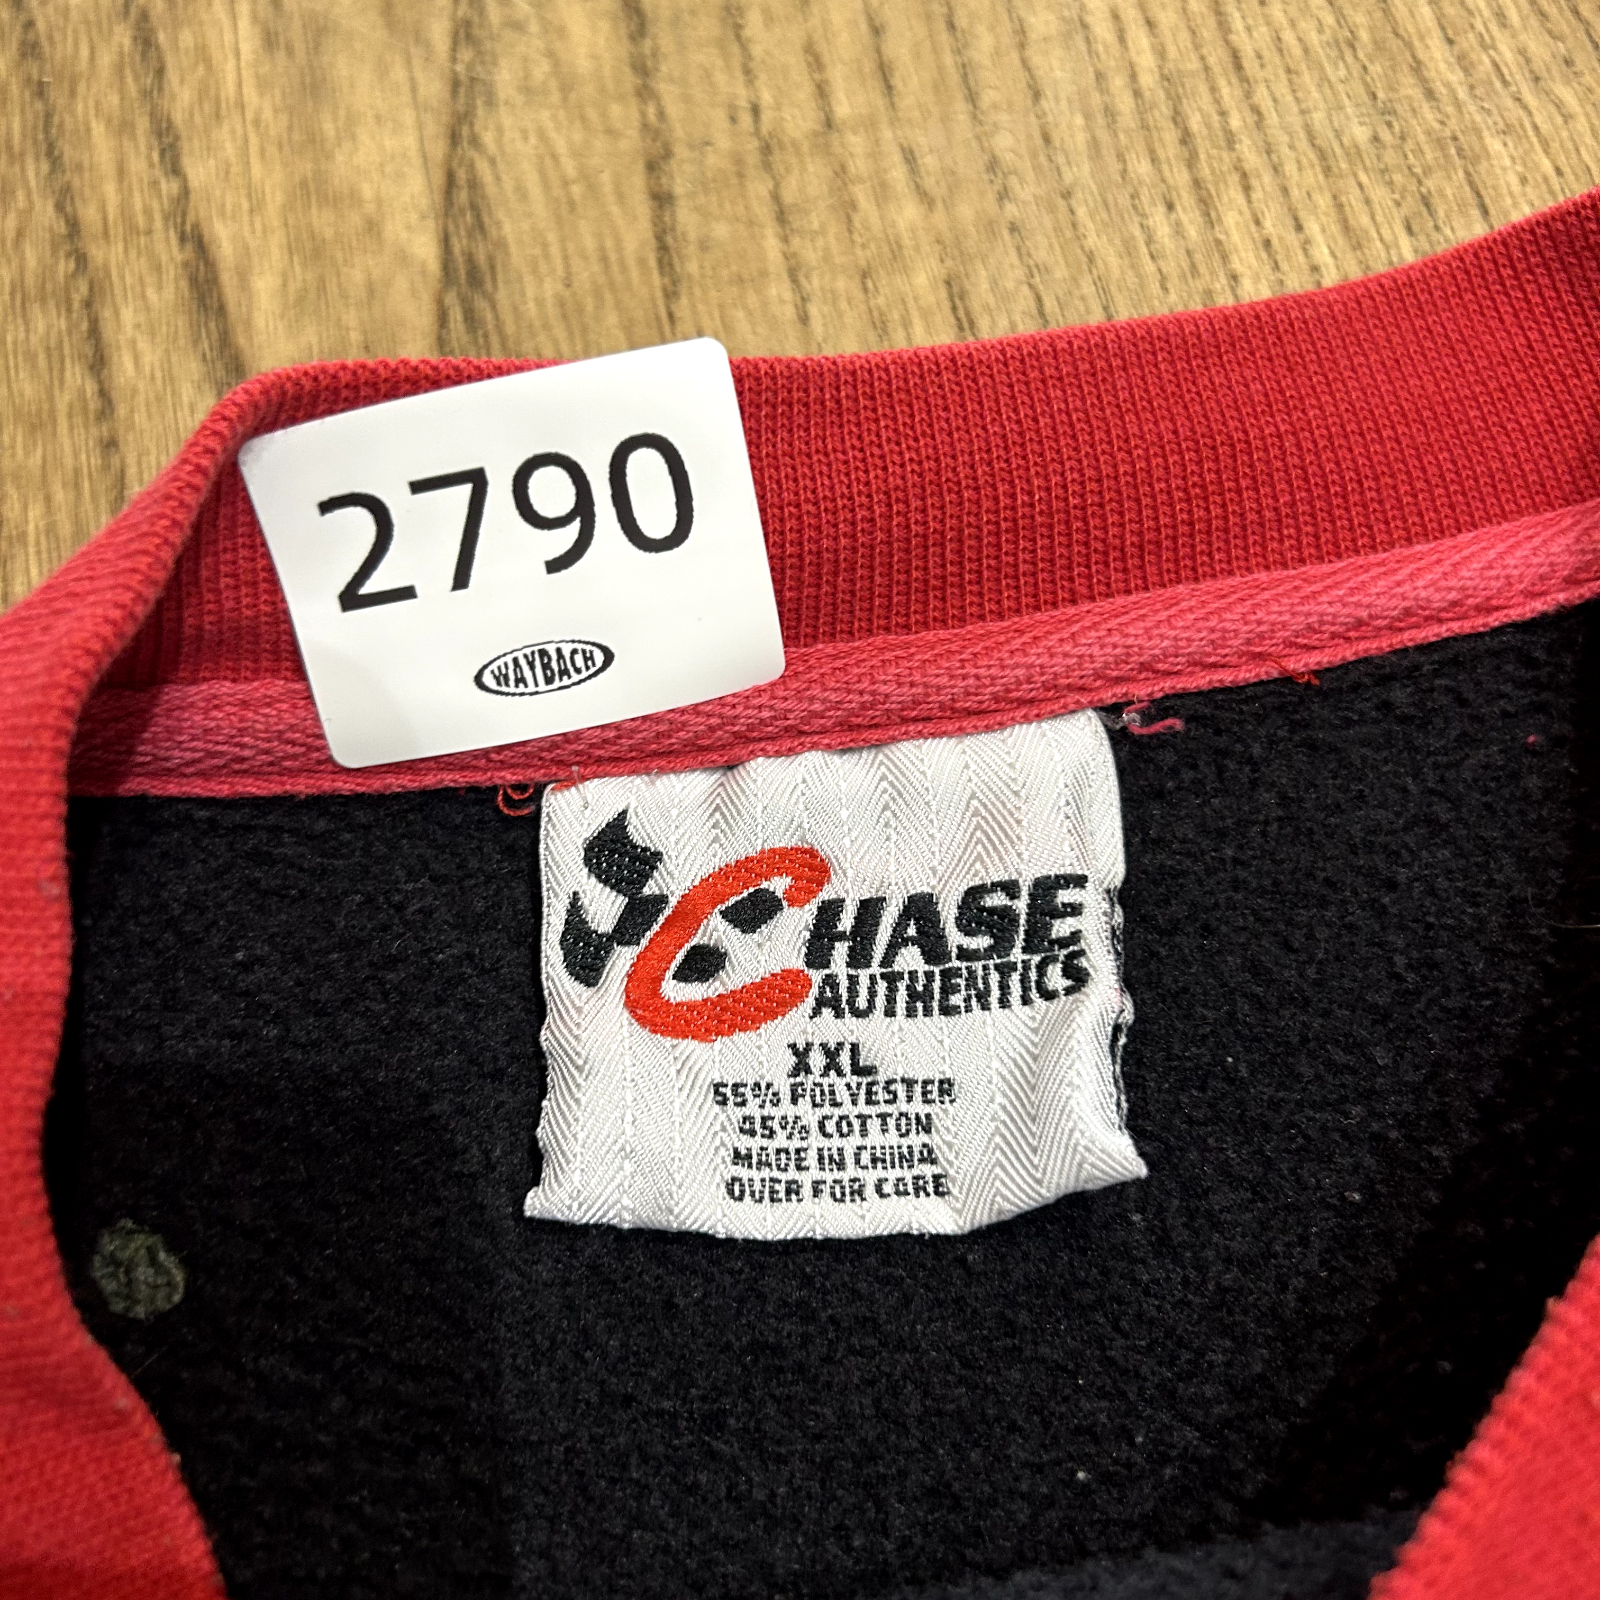 2790
WAYBACH
CHASE
AUTHENTICS
XXL
55% POLYESTER
45% COTTON
MADE IN CHINA
OVER FOR CARE